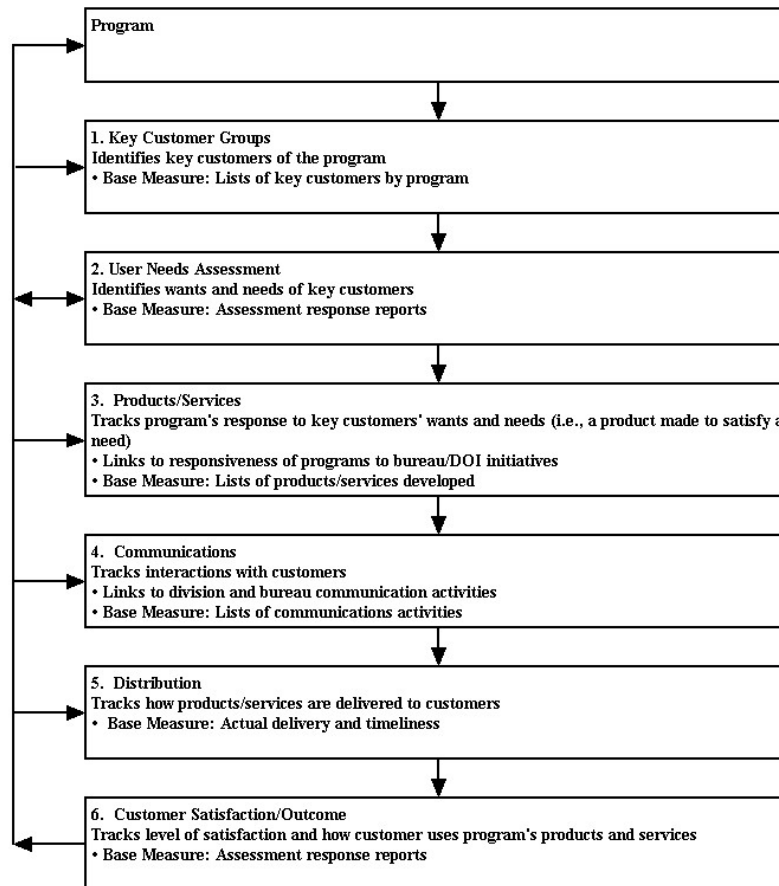 Program
1. Key Customer Groups
Identifies key customers of the program
• Base Measure: Lists of key customers by program
2. User Needs Assessment
Identifies wants and needs of key customers
• Base Measure: Assessment response reports
3.  Products/Services
Tracks program's response to key customers' wants and needs (i.e., a product made to satisfy a
need)
• Links to responsiveness of programs to bureau/DOI initiatives
• Base Measure: Lists of products/services developed
4.  Communications
Tracks interactions with customers
• Links to division and bureau communication activities
• Base Measure: Lists of communications activities
5.  Distribution
Tracks how products/services are delivered to customers
•  Base Measure: Actual delivery and timeliness
6.  Customer Satisfaction/Outcome
Tracks level of satisfaction and how customer uses program's products and services
• Base Measure: Assessment response reports